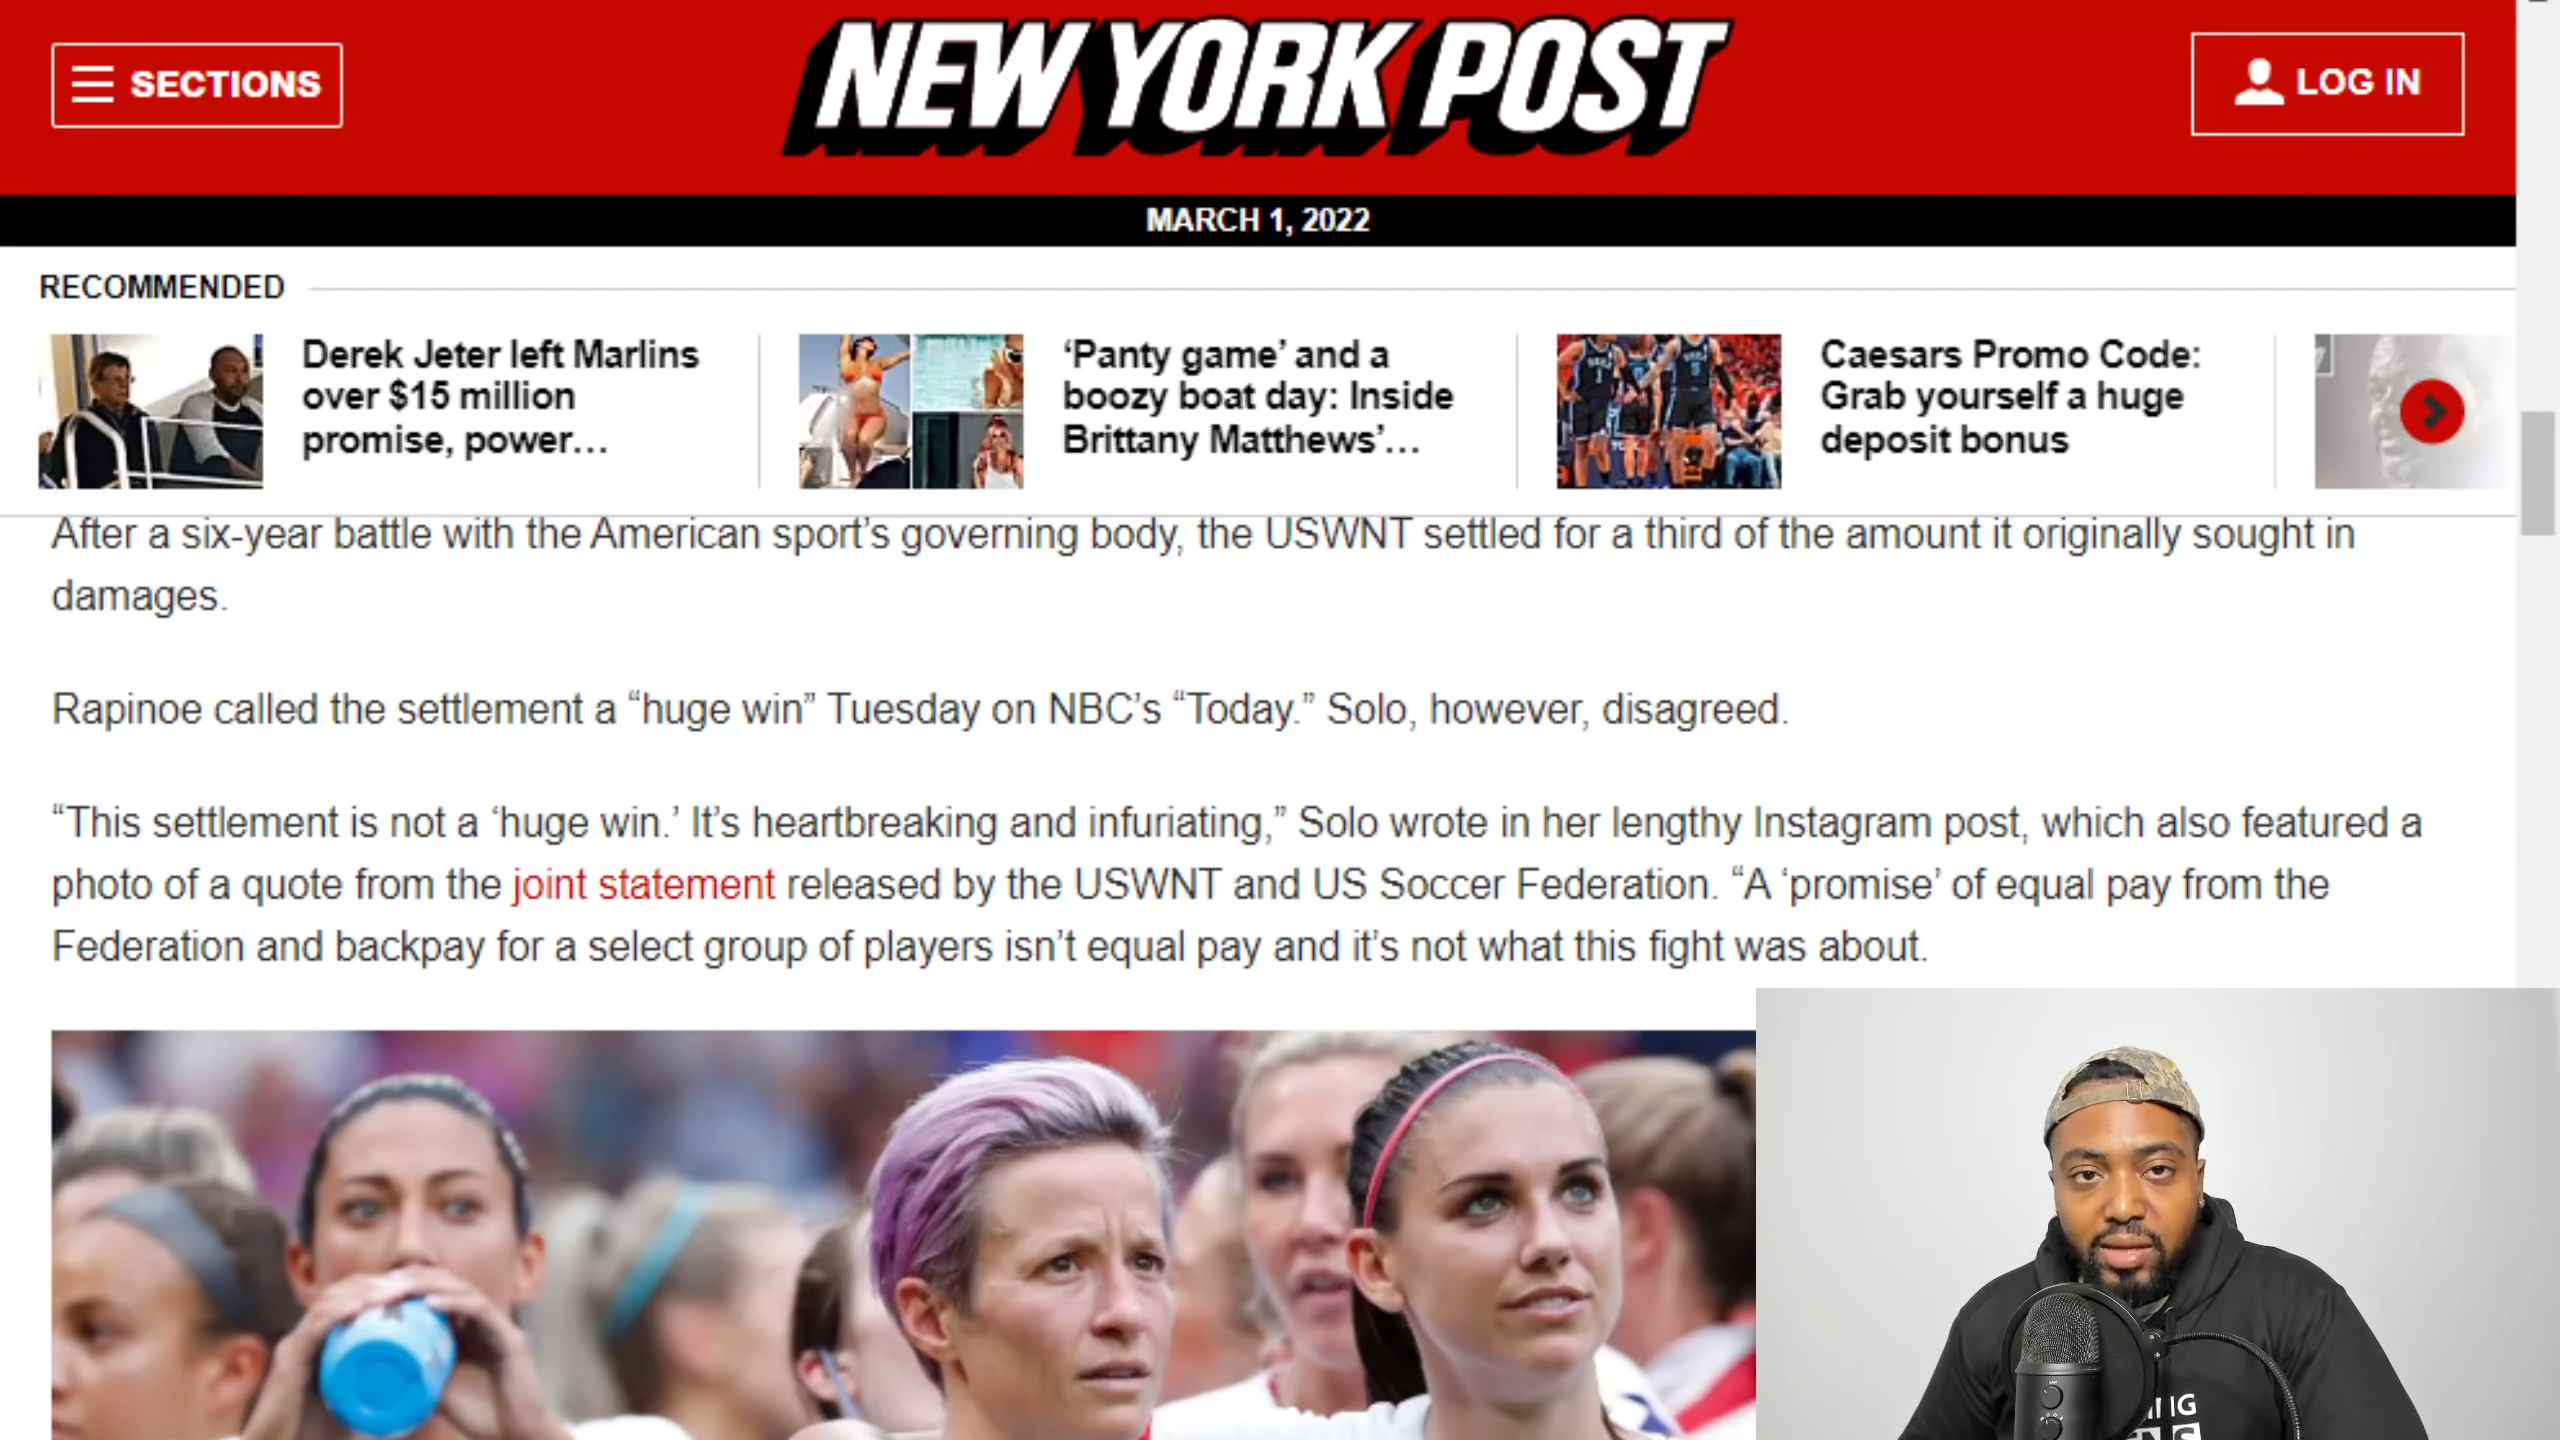 SECTIONS
NEW YORK POST
LOG IN
MARCH 1, 2022
RECOMMENDED
Derek Jeter left Marlins
over $15 million
promise, power...
‘Panty game’ and a
boozy boat day: Inside
Brittany Matthews’...
Caesars Promo Code:
Grab yourself a huge
deposit bonus
After a six-year battle with the American sport’s governing body, the USWNT settled for a third of the amount it originally sought in
damages.
Rapinoe called the settlement a “huge win” Tuesday on NBC’s “Today.” Solo, however, disagreed.
“This settlement is not a ‘huge win.’ It’s heartbreaking and infuriating,” Solo wrote in her lengthy Instagram post, which also featured a
photo of a quote from the joint statement released by the USWNT and US Soccer Federation. “A ‘promise’ of equal pay from the
Federation and backpay for a select group of players isn’t equal pay and it’s not what this fight was about.